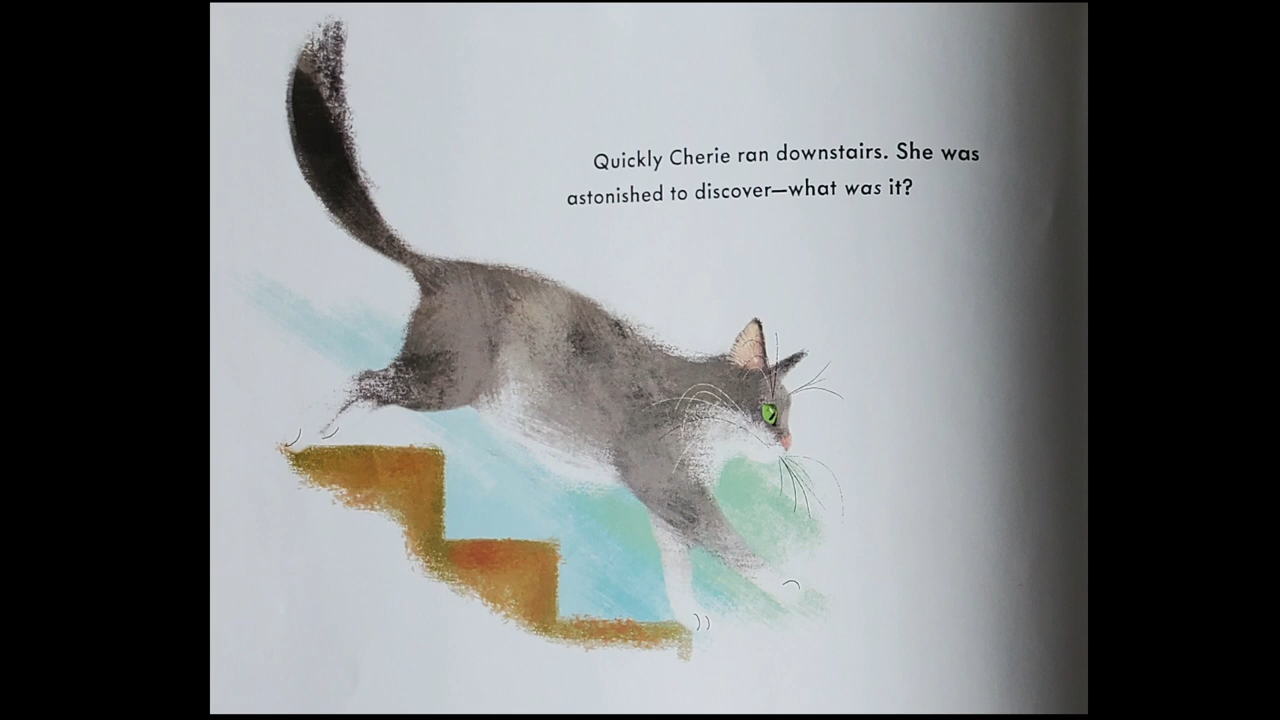 Quickly Cherie ran downstairs. She was
astonished to discover—what was it?